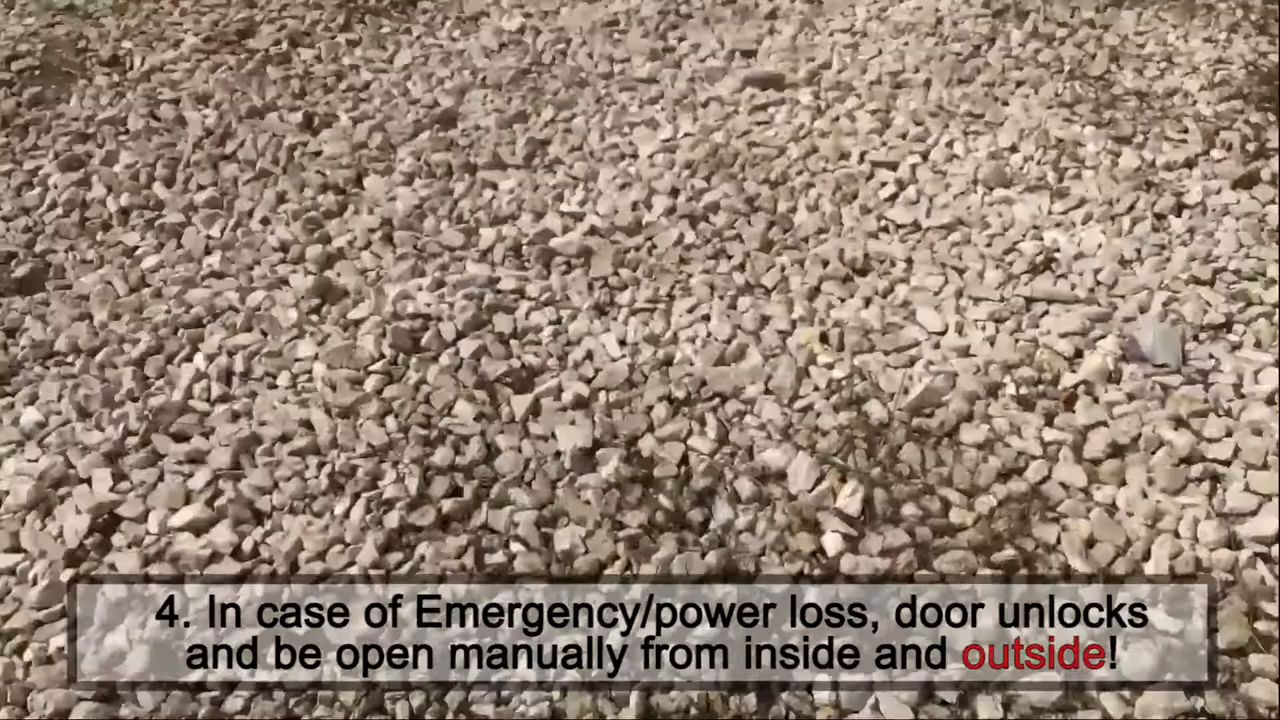 4. In case of Emergency/power loss, door unlocks
and be open manually from inside and outside!